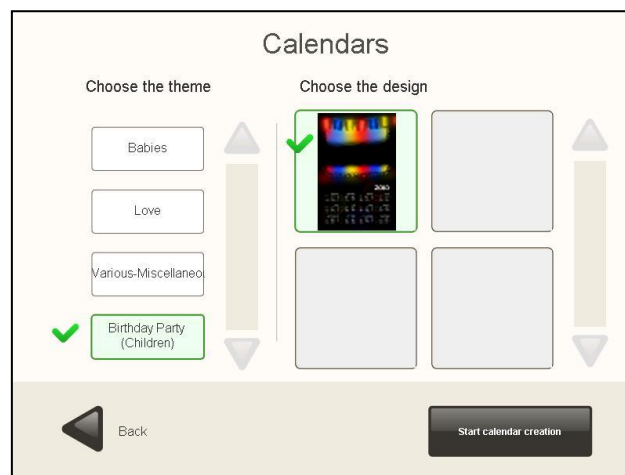 Calendars
Choose the theme
Choose the design
Babies
Love
Various-Miscellaneo
Birthday Party
(Children)
2010
Back
Start calendar creation